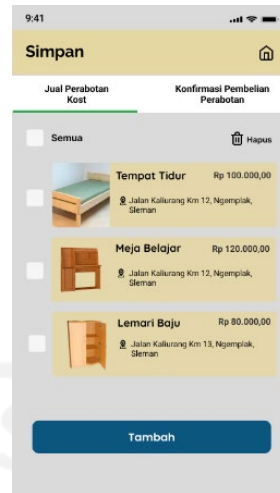 9:41
Simpan
Jual Perabotan
Kost
Konfirmasi Pembelian
Perabotan
Semua
Hapus
Tempat Tidur
Rp 100.000,00
Jalan Kaliurang Km 12, Ngemplak,
Sleman
Meja Belajar
Rp 120.000,00
Jalan Kaliurang Km 12, Ngemplak,
Sleman
Lemari Baju
Rp 80.000,00
Jalan Kaliurang Km 13, Ngemplak,
Sleman
Tambah